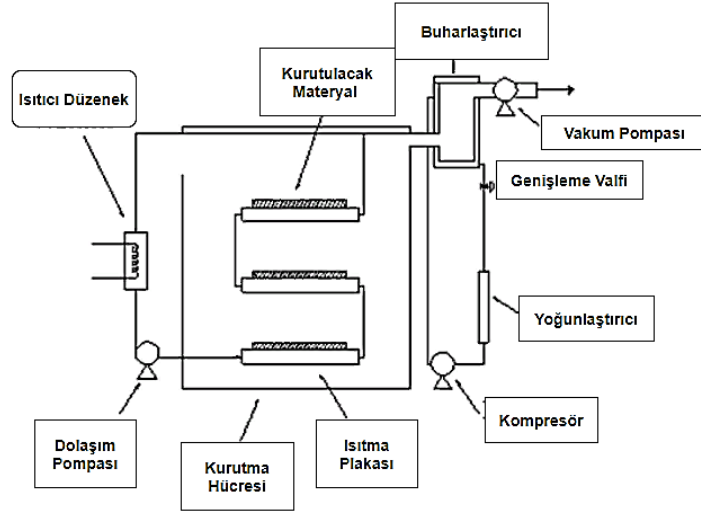 Buharlaştırıcı
Kurutulacak
Materyal
Isıtıcı Düzenek
Vakum Pompası
Genişleme Valfi
Yoğunlaştırıcı
Kompresör
Dolaşım
Pompası
Kurutma
Hücresi
Isıtma
Plakası